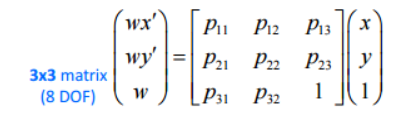 wx′ p₁₁ p₁₂ p₁₃ x
wy′ = p₂₁ p₂₂ p₂₃ y
w p₃₁ p₃₂ 1 1
3x3 matrix
(8 DOF)